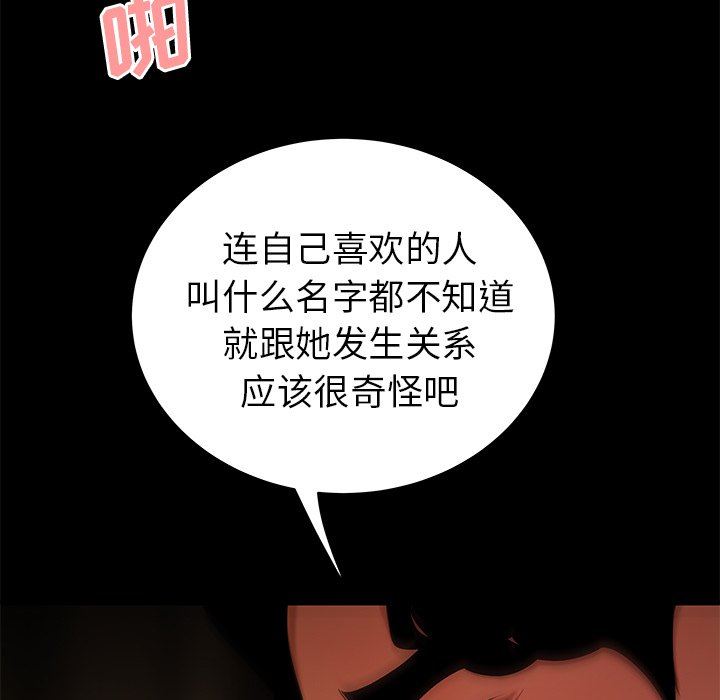 啪
连自己喜欢的人
叫什么名字都不知道
就跟她发生关系
应该很奇怪吧